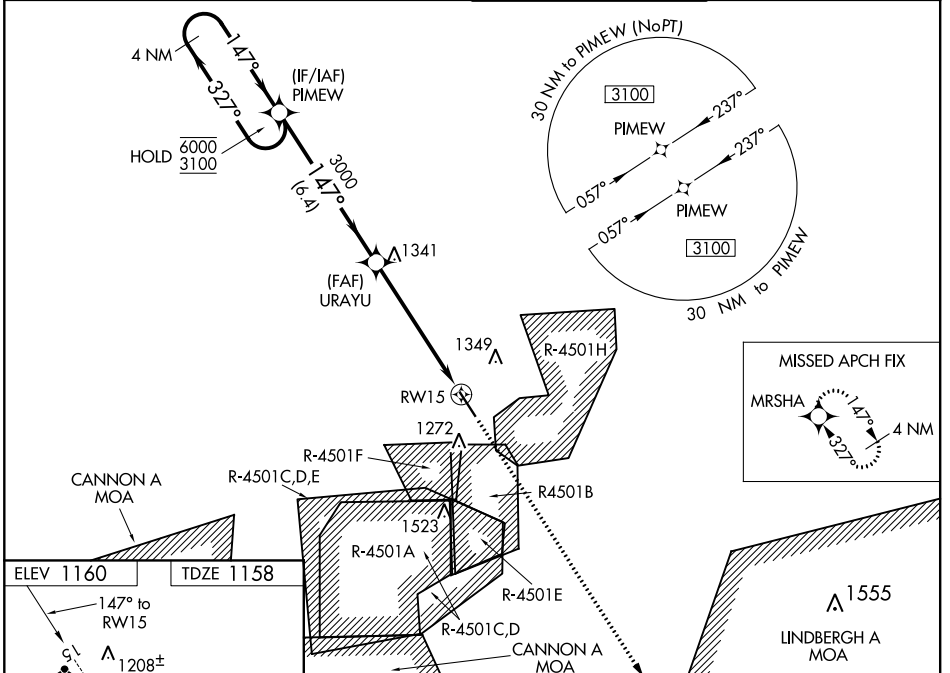 4 NM
147°
327°
(IF/IAF)
PIMEW
HOLD
6000
3100
3000
147°
(6.4)
30 NM to PIMEW (NoPT)
3100
PIMEW
237°
057°
237°
PIMEW
057°
3100
30 NM to PIMEW
(FAF)
URAYU
1341
1349
R-4501H
RW15
1272
MISSED APCH FIX
MRSHA
147°
327°
4 NM
R-4501F
R-4501C,D,E
CANNON A
MOA
R4501B
1523
R-4501A
R-4501E
R-4501C,D
CANNON A
MOA
1555
LINDBERGH A
MOA
ELEV 1160
TDZE 1158
147° to
RW15
15
1208±